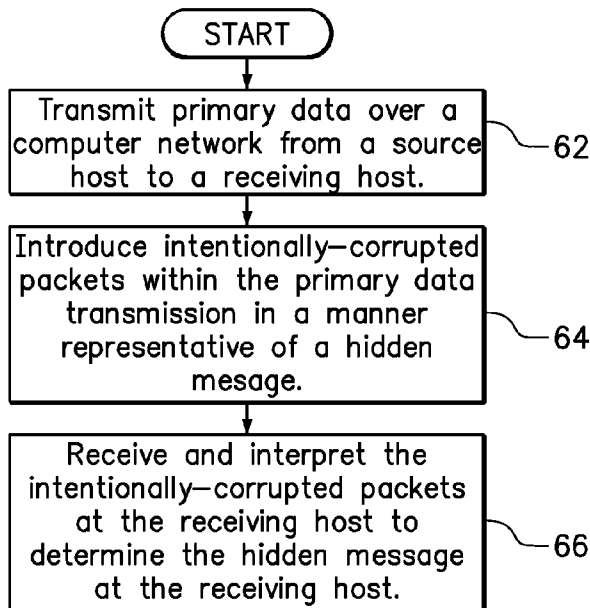 START
Transmit primary data over a
computer network from a source
host to a receiving host.
62
Introduce intentionally-corrupted
packets within the primary data
transmission in a manner
representative of a hidden
mesage.
64
Receive and interpret the
intentionally-corrupted packets
at the receiving host to
determine the hidden message
at the receiving host.
66